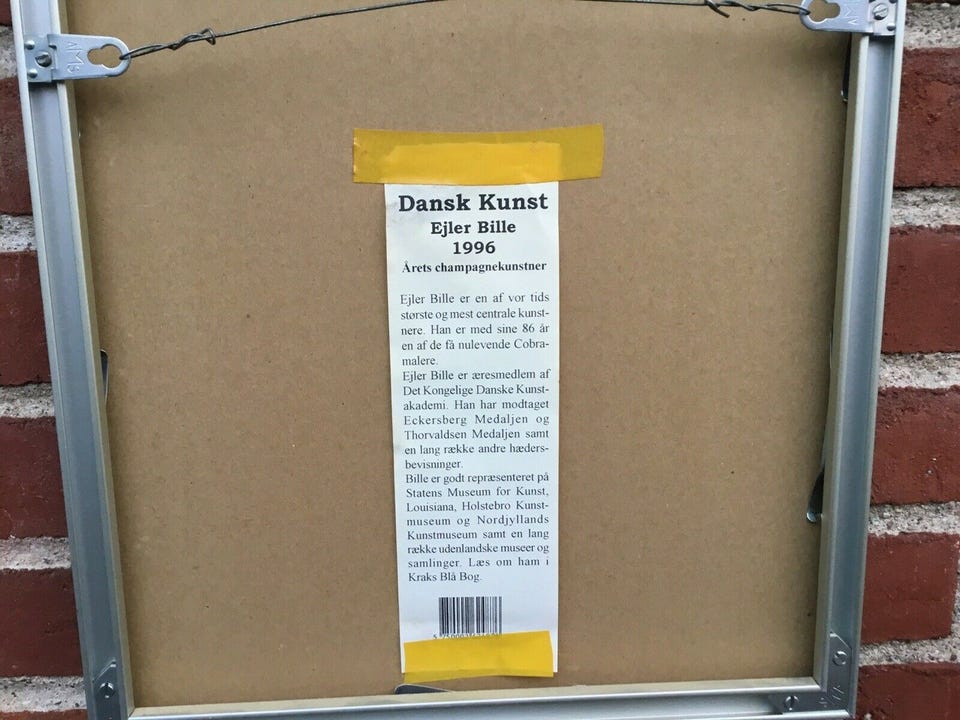 Dansk Kunst
Ejler Bille
1996
Årets champagnekunstner
Ejler Bille er en af vor tids
største og mest centrale kunst-
nere. Han er med sine 86 år
en af de få nulevende Cobra-
malere.
Ejler Bille er æresmedlem af
Det Kongelige Danske Kunst-
akademi. Han har modtaget
Eckersberg Medaljen og
Thorvaldsen Medaljen samt
en lang række andre hæders-
bevisninger.
Bille er godt repræsenteret på
Statens Museum for Kunst,
Louisiana, Holstebro Kunst-
museum og Nordjyllands
Kunstmuseum samt en lang
række udenlandske museer og
samlinger. Læs om ham i
Kraks Blå Bog.